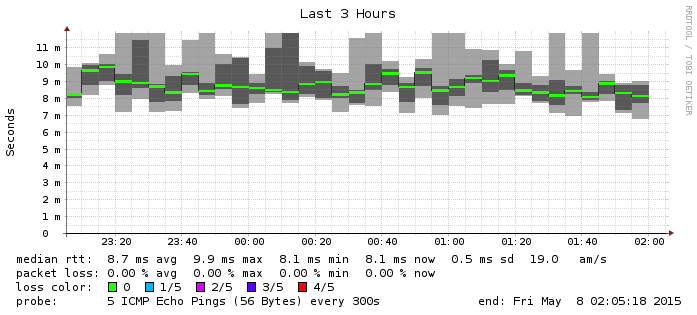 Last 3 Hours
RRDTOOL / TOBI OETIKER
Seconds
11 m
10 m
9 m
8 m
7 m
6 m
5 m
4 m
3 m
2 m
1 m
0
23:20 23:40 00:00 00:20 00:40 01:00 01:20 01:40 02:00
median rtt: 8.7 ms avg 9.9 ms max 8.1 ms min 8.1 ms now 0.5 ms sd 19.0 am/s
packet loss: 0.00 % avg 0.00 % max 0.00 % min 0.00 % now
loss color: 0 1/5 2/5 3/5 4/5
probe: 5 ICMP Echo Pings (56 Bytes) every 300s end: Fri May 8 02:05:18 2015